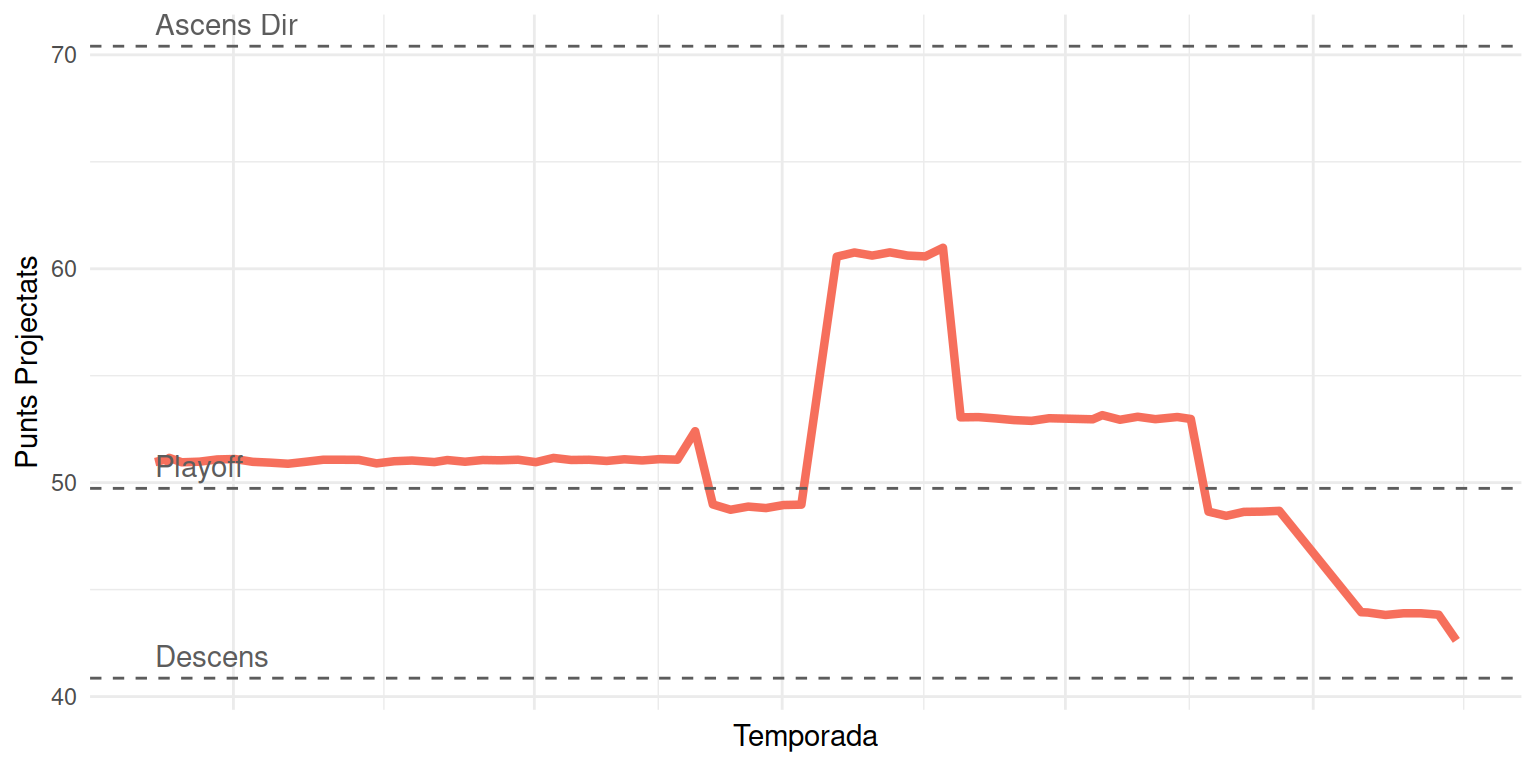 Ascens Dir
70
60
Punts Projectats
Playoff
50
Descens
40
Temporada